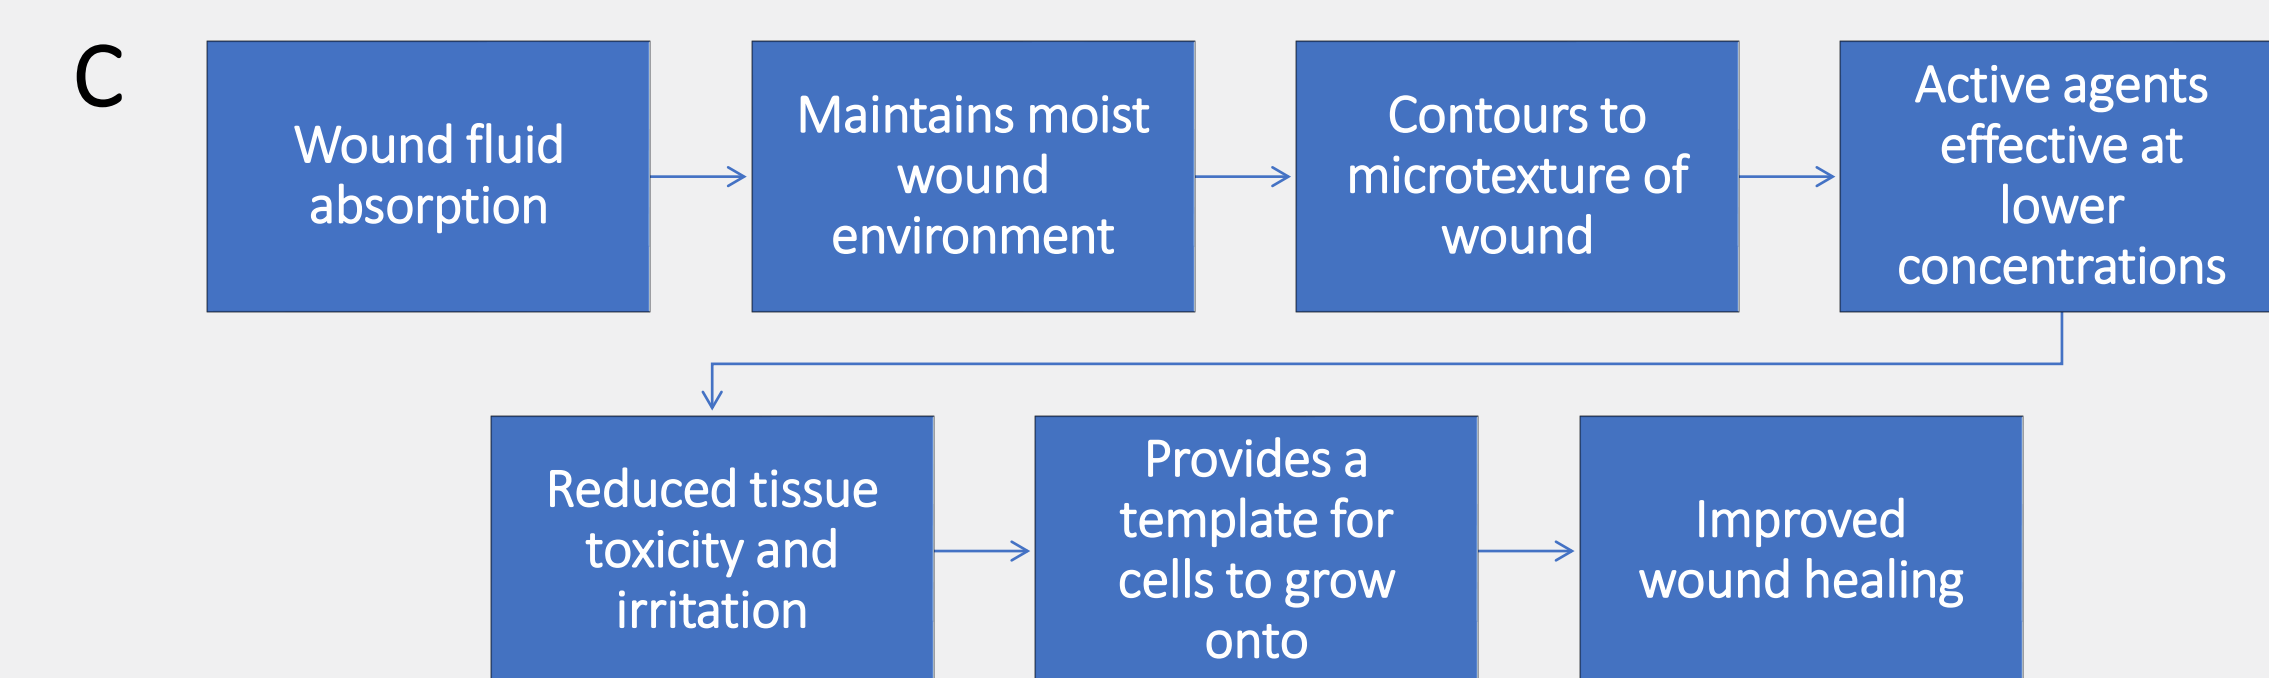 C
Wound fluid
absorption
Maintains moist
wound
environment
Contours to
microtexture of
wound
Active agents
effective at
lower
concentrations
Reduced tissue
toxicity and
irritation
Provides a
template for
cells to grow
onto
Improved
wound healing